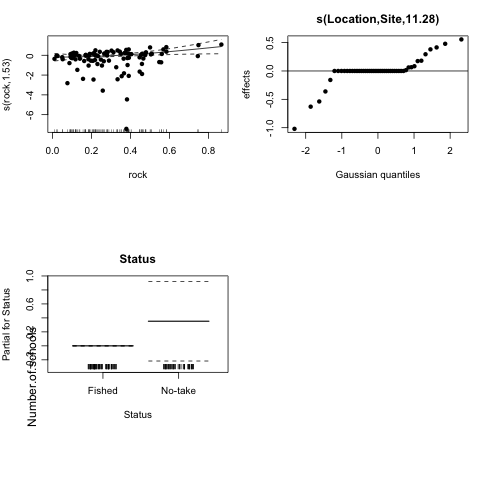 s(rock,1.53)
0
-2
-4
-6
0.0 0.2 0.4 0.6 0.8
rock
s(Location,Site,11.28)
effects
0.5
0.0
-0.5
-1.0
-2 -1 0 1 2
Gaussian quantiles
Status
Partial for Status
Number of schools
1.0
0.6
0.2
Fished No-take
Status